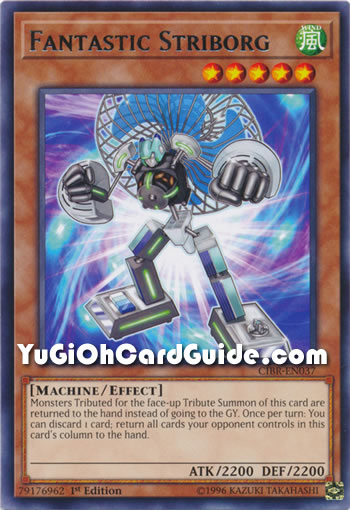 FANTASTIC STRIBORG
WIND
風
YuGiOhCardGuide.com
CIBR-EN037
[MACHINE/EFFECT]
Monsters Tributed for the face-up Tribute Summon of this card are
returned to the hand instead of going to the GY. Once per turn: You
can discard 1 card; return all cards your opponent controls in this
card's column to the hand.
ATK/2200 DEF/2200
79176962 1st Edition ©1996 KAZUKI TAKAHASHI